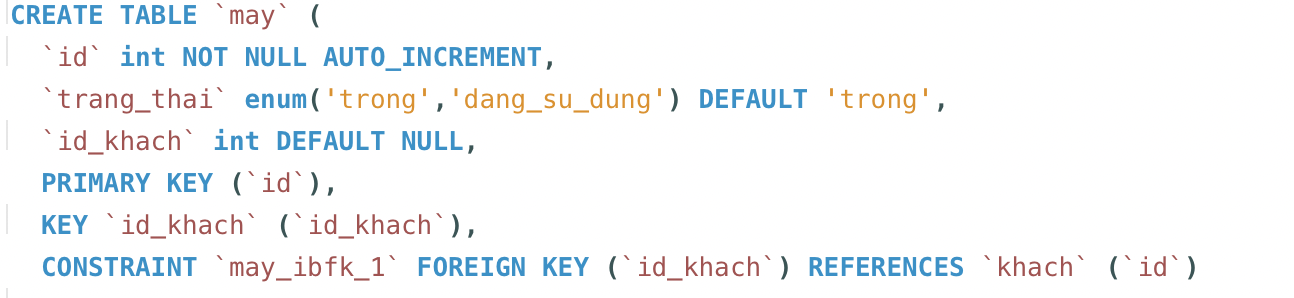 CREATE TABLE `may` (
`id` int NOT NULL AUTO_INCREMENT,
`trang_thai` enum('trong','dang_su_dung') DEFAULT 'trong',
`id_khach` int DEFAULT NULL,
PRIMARY KEY (`id`),
KEY `id_khach` (`id_khach`),
CONSTRAINT `may_ibfk_1` FOREIGN KEY (`id_khach`) REFERENCES `khach` (`id`)